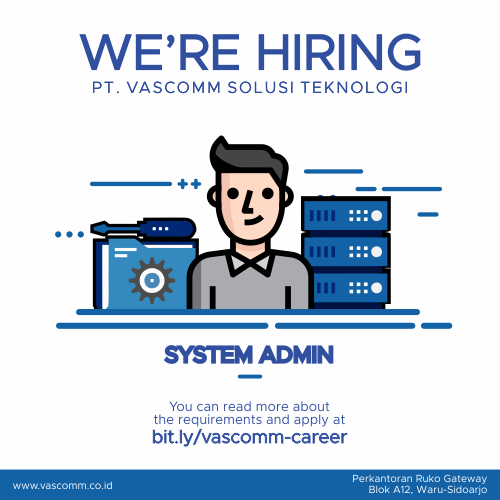 WE'RE HIRING
PT. VASCOMM SOLUSI TEKNOLOGI
SYSTEM ADMIN
You can read more about
the requirements and apply at
bit.ly/vascomm-career
www.vascomm.co.id
Perkantoran Ruko Gateway
Blok A12, Waru-Sidoarjo